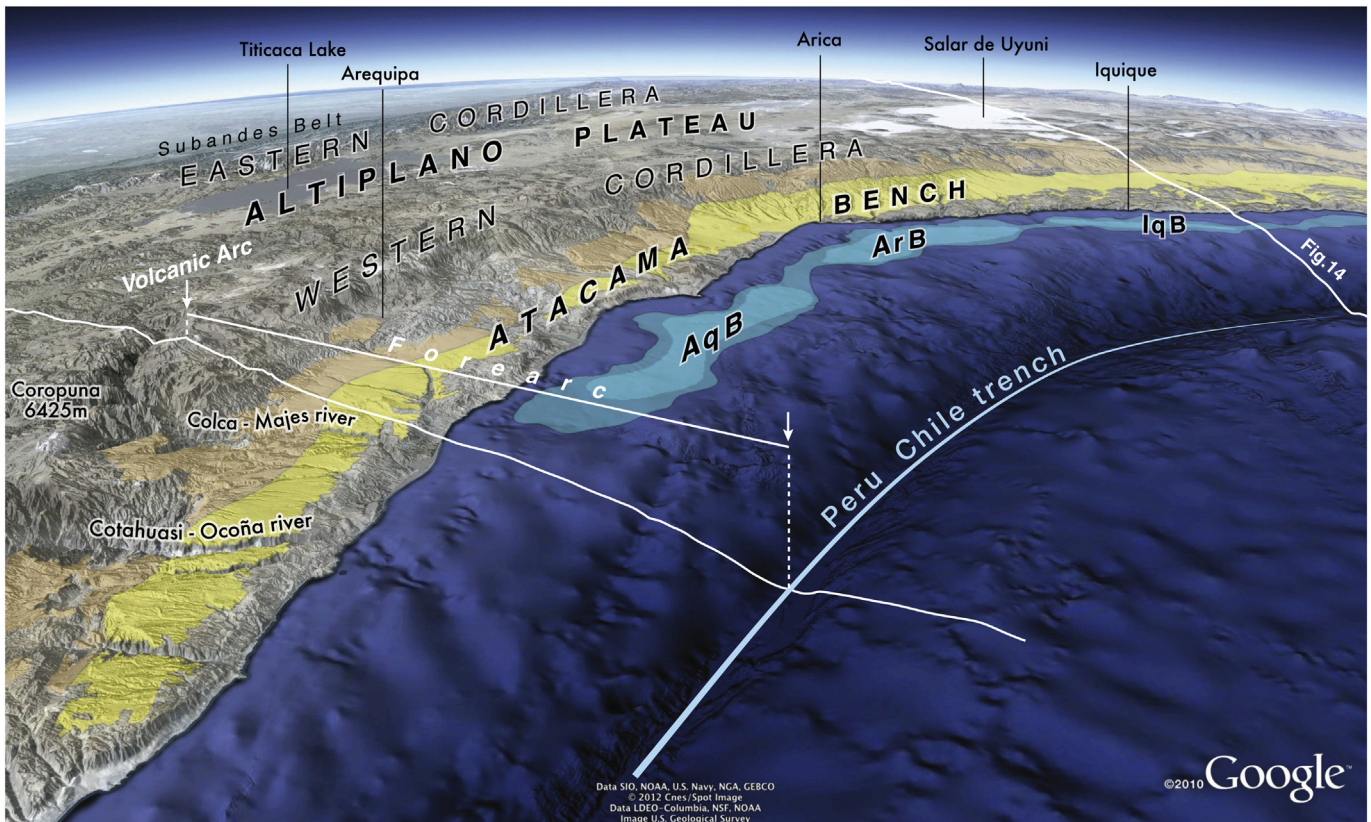 Titicaca Lake
Arequipa
Arica
Salar de Uyuni
Iquique
Subandes Belt
EASTERN CORDILLERA
ALTIPLANO PLATEAU
WESTERN CORDILLERA
ATACAMA BENCH
Volcanic Arc
Forearc
ArB
IqB
AqB
Fig.14
Coropuna
6425m
Colca - Majes river
Cotahuasi - Ocoña river
Peru Chile trench
Data SIO, NOAA, U.S. Navy, NGA, GEBCO
© 2012 Cnes/Spot Image
Data LDEO-Columbia, NSF, NOAA
Image U.S. Geological Survey
©2010 Google™